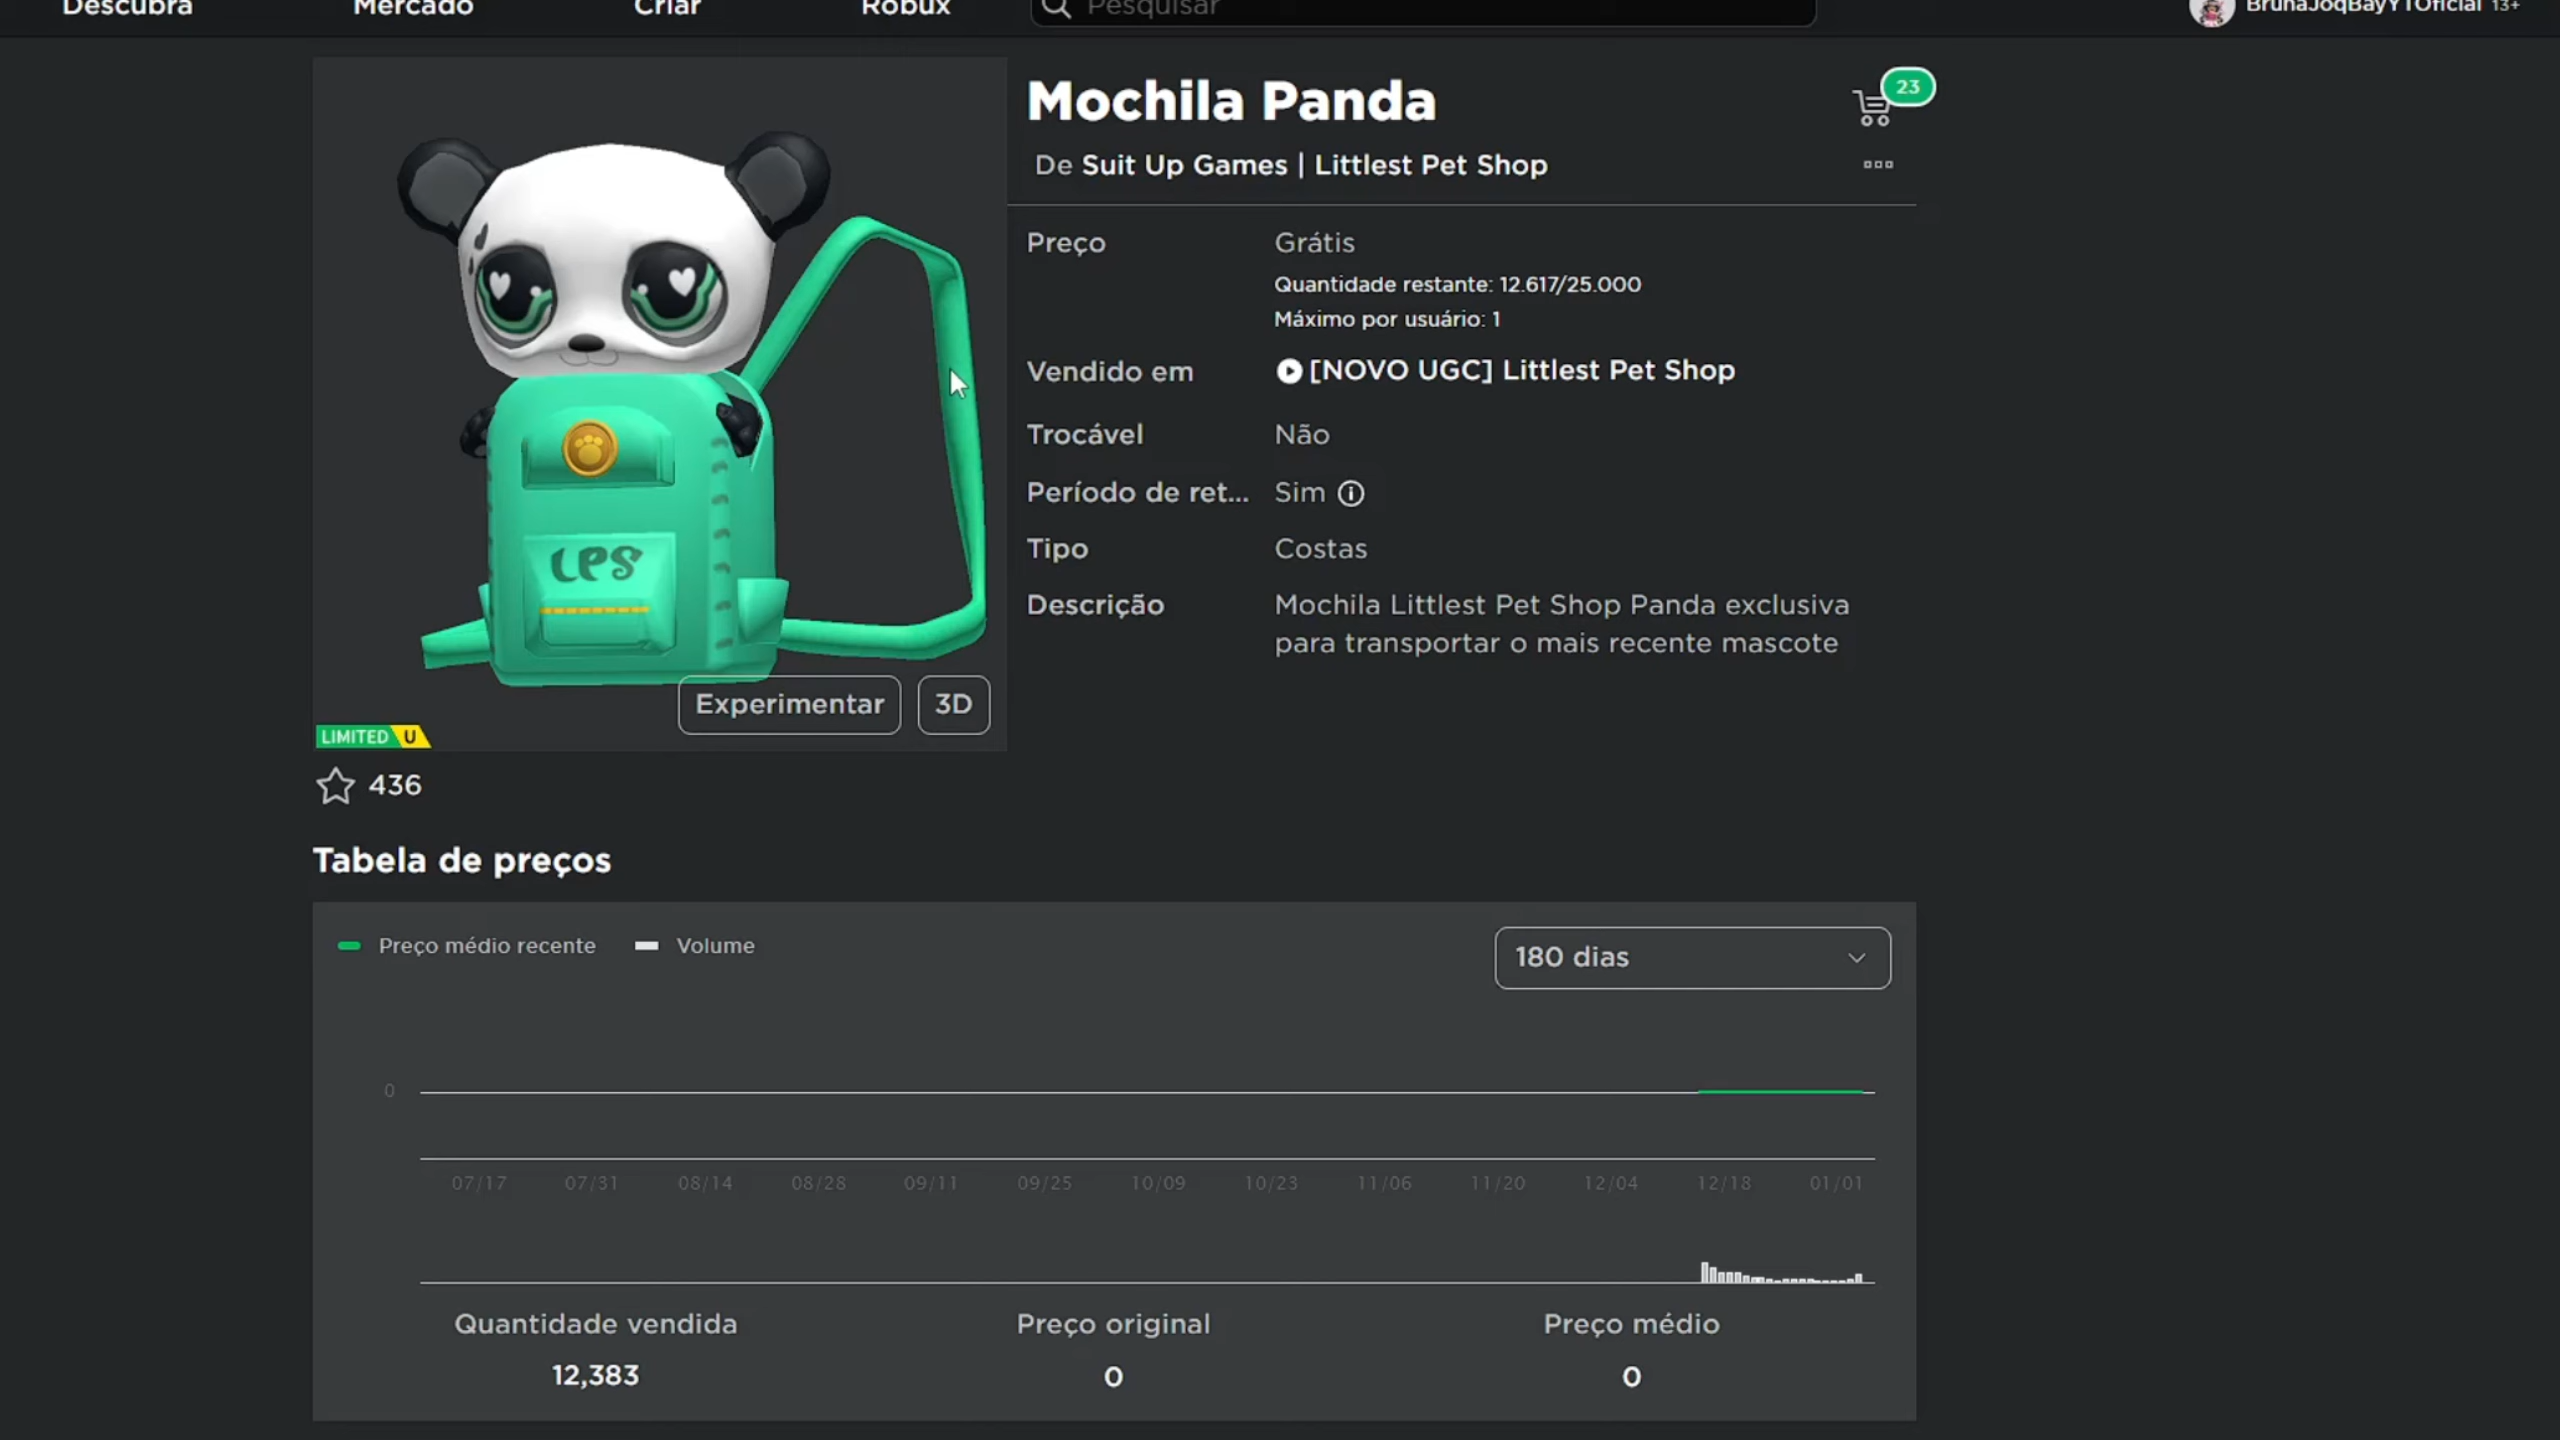 Descubra
Mercado
Criar
Robux
Pesquisar
BrunaJoqBayYTOficial 13+
Mochila Panda
23
De Suit Up Games | Littlest Pet Shop
Preço Grátis
Quantidade restante: 12.617/25.000
Máximo por usuário: 1
Vendido em [NOVO UGC] Littlest Pet Shop
Trocável Não
Período de ret... Sim
Tipo Costas
Descrição Mochila Littlest Pet Shop Panda exclusiva
para transportar o mais recente mascote
LPS
Experimentar
3D
LIMITED U
436
Tabela de preços
Preço médio recente Volume
180 dias
0
07/17 07/31 08/14 08/28 09/11 09/25 10/09 10/23 11/06 11/20 12/04 12/18 01/01
Quantidade vendida Preço original Preço médio
12,383 0 0